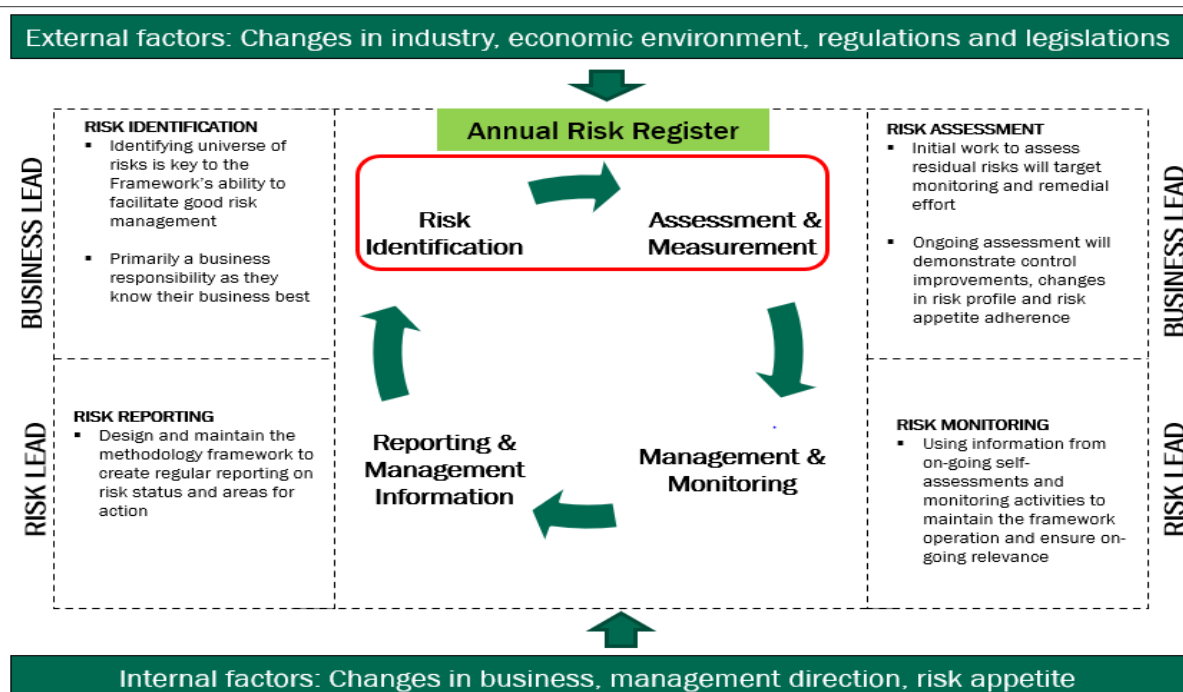 External factors: Changes in industry, economic environment, regulations and legislations
BUSINESS LEAD
RISK IDENTIFICATION
▪ Identifying universe of
risks is key to the
Framework's ability to
facilitate good risk
management
▪ Primarily a business
responsibility as they
know their business best
Annual Risk Register
Risk
Identification
Assessment &
Measurement
RISK ASSESSMENT
▪ Initial work to assess
residual risks will target
monitoring and remedial
effort
▪ Ongoing assessment will
demonstrate control
improvements, changes
in risk profile and risk
appetite adherence
BUSINESS LEAD
RISK LEAD
RISK REPORTING
▪ Design and maintain the
methodology framework to
create regular reporting on
risk status and areas for
action
Reporting &
Management
Information
Management &
Monitoring
RISK MONITORING
▪ Using information from
on-going self-
assessments and
monitoring activities to
maintain the framework
operation and ensure on-
going relevance
RISK LEAD
Internal factors: Changes in business, management direction, risk appetite